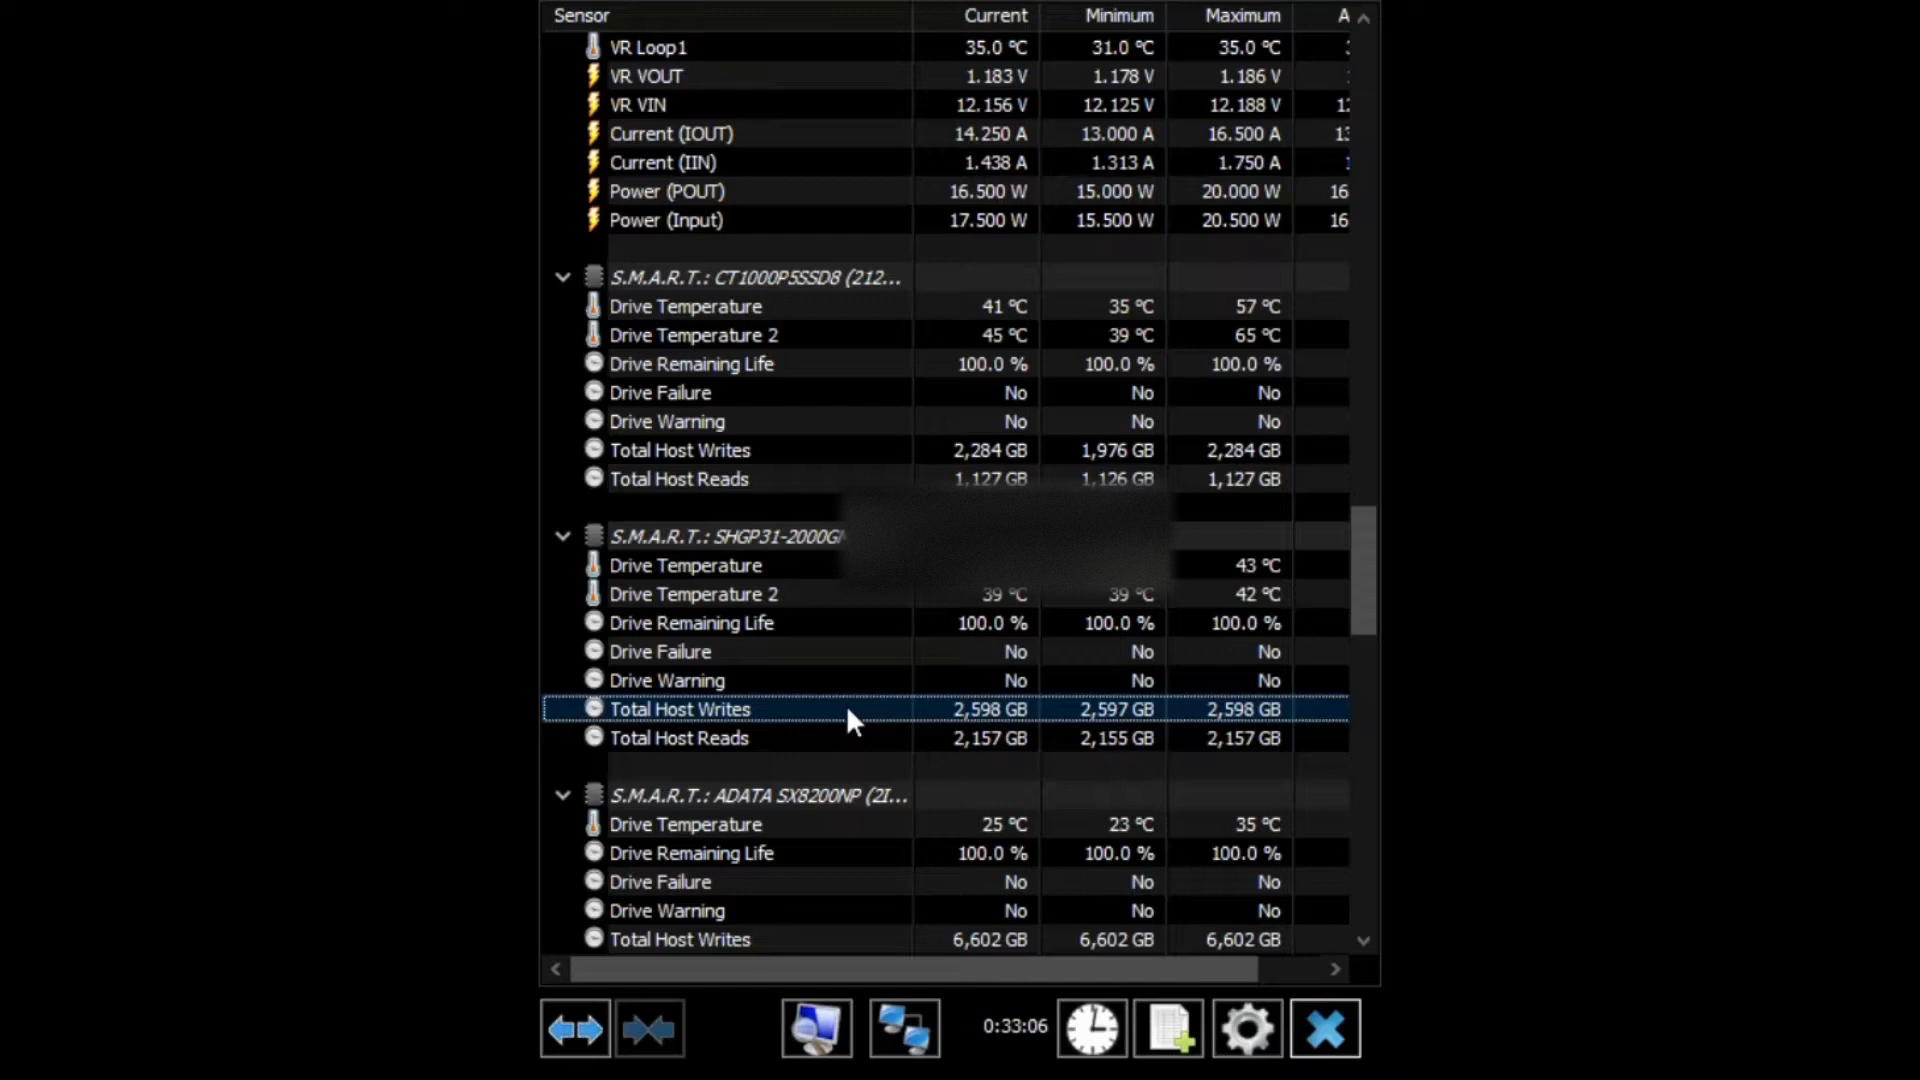 Sensor Current Minimum Maximum A
VR Loop1 35.0 °C 31.0 °C 35.0 °C
VR VOUT 1.183 V 1.178 V 1.186 V
VR VIN 12.156 V 12.125 V 12.188 V 12
Current (IOUT) 14.250 A 13.000 A 16.500 A 13
Current (IIN) 1.438 A 1.313 A 1.750 A
Power (POUT) 16.500 W 15.000 W 20.000 W 16
Power (Input) 17.500 W 15.500 W 20.500 W 16
S.M.A.R.T.: CT1000P5SSD8 (212...
Drive Temperature 41 °C 35 °C 57 °C
Drive Temperature 2 45 °C 39 °C 65 °C
Drive Remaining Life 100.0 % 100.0 % 100.0 %
Drive Failure No No No
Drive Warning No No No
Total Host Writes 2,284 GB 1,976 GB 2,284 GB
Total Host Reads 1,127 GB 1,126 GB 1,127 GB
S.M.A.R.T.: SHGP31-2000G
Drive Temperature 43 °C
Drive Temperature 2 39 °C 39 °C 42 °C
Drive Remaining Life 100.0 % 100.0 % 100.0 %
Drive Failure No No No
Drive Warning No No No
Total Host Writes 2,598 GB 2,597 GB 2,598 GB
Total Host Reads 2,157 GB 2,155 GB 2,157 GB
S.M.A.R.T.: ADATA SX8200NP (2I...
Drive Temperature 25 °C 23 °C 35 °C
Drive Remaining Life 100.0 % 100.0 % 100.0 %
Drive Failure No No No
Drive Warning No No No
Total Host Writes 6,602 GB 6,602 GB 6,602 GB
0:33:06